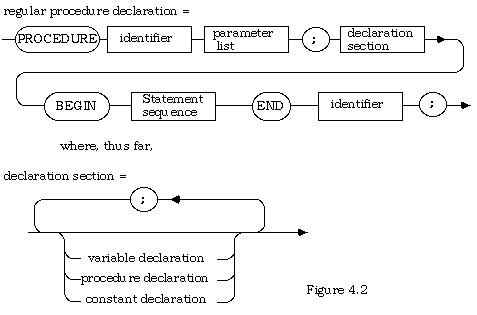 regular procedure declaration =
PROCEDURE identifier parameter list ; declaration section
BEGIN Statement sequence END identifier ;
where, thus far,
declaration section =
;
variable declaration
procedure declaration
constant declaration
Figure 4.2